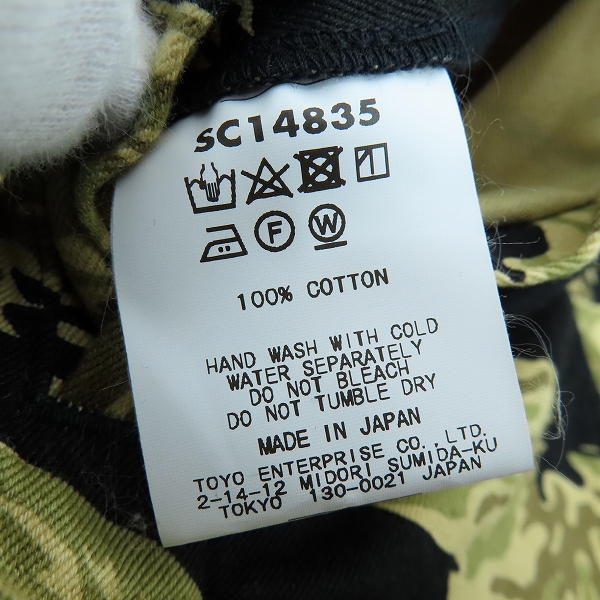 SC14835
F W
100% COTTON
HAND WASH WITH COLD
WATER SEPARATELY
DO NOT BLEACH
DO NOT TUMBLE DRY
MADE IN JAPAN
TOYO ENTERPRISE CO.,LTD.
2-14-12 MIDORI SUMIDA-KU
TOKYO 130-0021 JAPAN